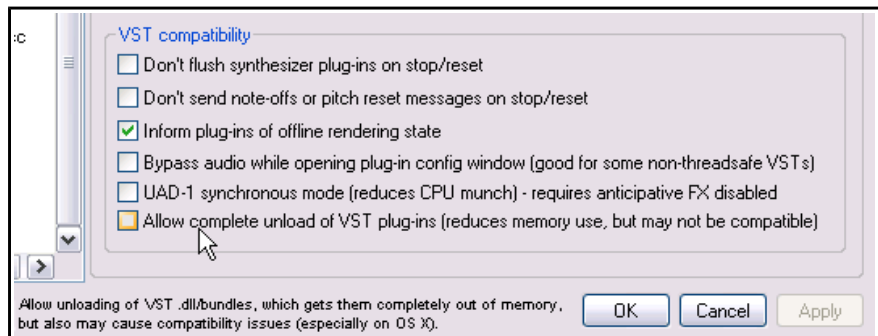 :c
VST compatibility
Don't flush synthesizer plug-ins on stop/reset
Don't send note-offs or pitch reset messages on stop/reset
Inform plug-ins of offline rendering state
Bypass audio while opening plug-in config window (good for some non-threadsafe VSTs)
UAD-1 synchronous mode (reduces CPU munch) - requires anticipative FX disabled
Allow complete unload of VST plug-ins (reduces memory use, but may not be compatible)
Allow unloading of VST .dll/bundles, which gets them completely out of memory,
but also may cause compatibility issues (especially on OS X).
OK Cancel Apply